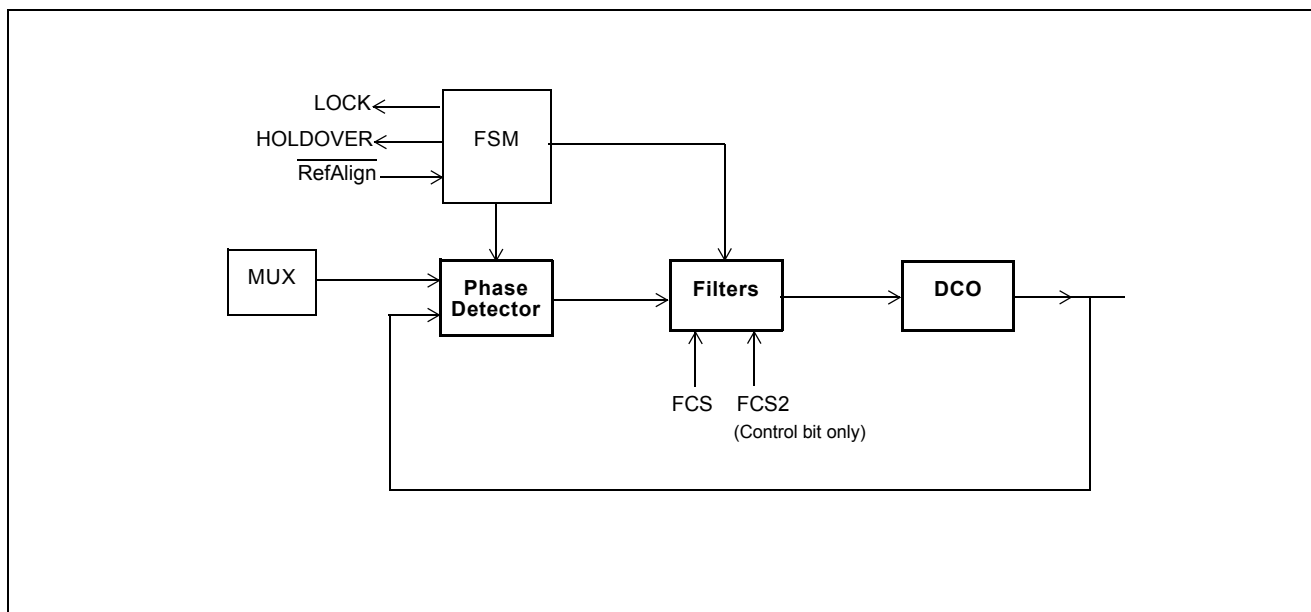 LOCK
HOLDOVER
RefAlign
FSM
MUX
Phase
Detector
Filters
DCO
FCS
FCS2
(Control bit only)